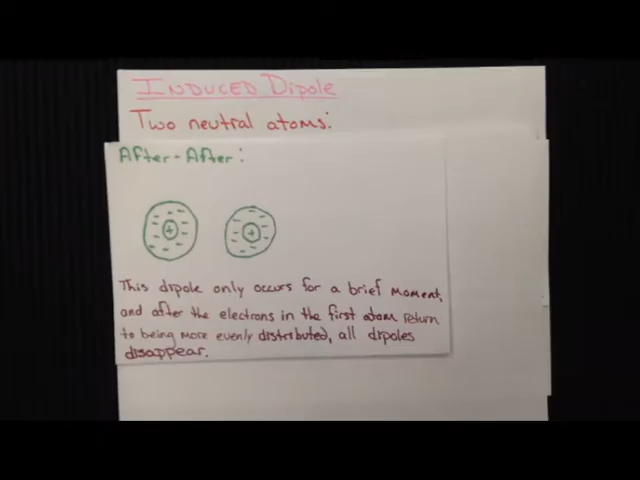 INDUCED Dipole
Two neutral atoms:
After-After:
+ +
This dipole only occurs for a brief moment,
and after the electrons in the first atom return
to being more evenly distributed, all dipoles
disappear.